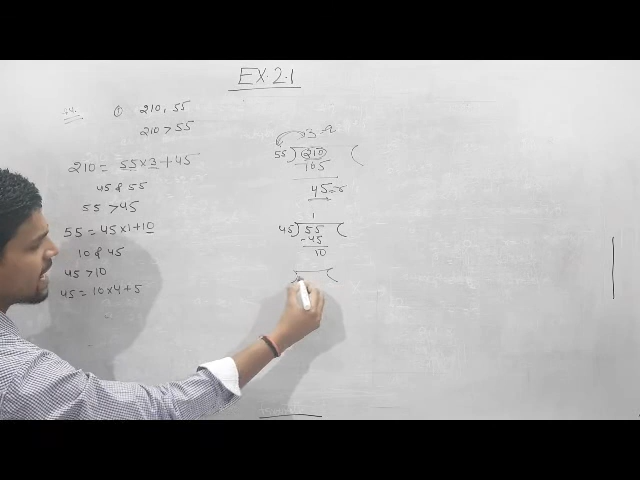 EX.2.1
① 210, 55
210 > 55
210 = 55×3+45
45 & 55
55 > 45
55 = 45×1+10
10 & 45
45 > 10
45 = 10×4+5
3
55)210(
165
45
1
45)55(
-45
10